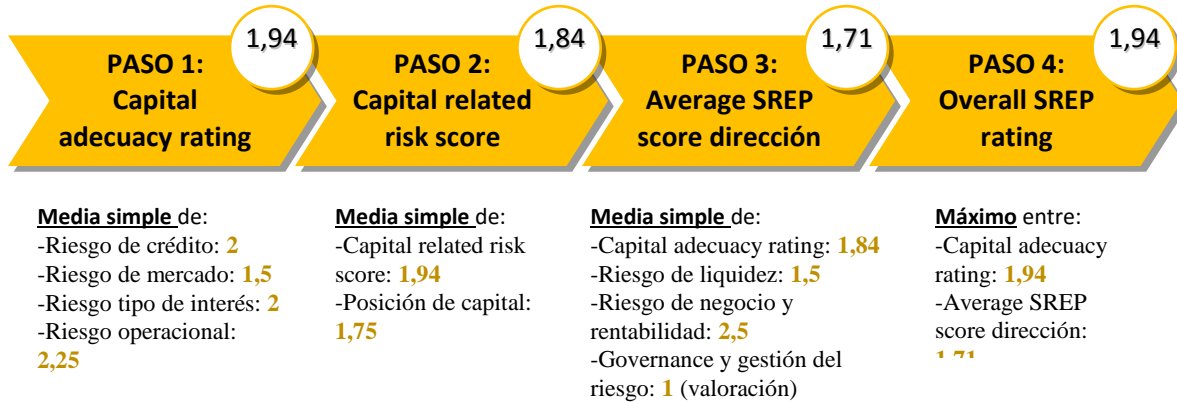 1,94
PASO 1:
Capital
adecuacy rating
1,84
PASO 2:
Capital related
risk score
1,71
PASO 3:
Average SREP
score dirección
1,94
PASO 4:
Overall SREP
rating
Media simple de:
-Riesgo de crédito: 2
-Riesgo de mercado: 1,5
-Riesgo tipo de interés: 2
-Riesgo operacional:
2,25
Media simple de:
-Capital related risk
score: 1,94
-Posición de capital:
1,75
Media simple de:
-Capital adecuacy rating: 1,84
-Riesgo de liquidez: 1,5
-Riesgo de negocio y
rentabilidad: 2,5
-Governance y gestión del
riesgo: 1 (valoración)
Máximo entre:
-Capital adecuacy
rating: 1,94
-Average SREP
score dirección:
1,71